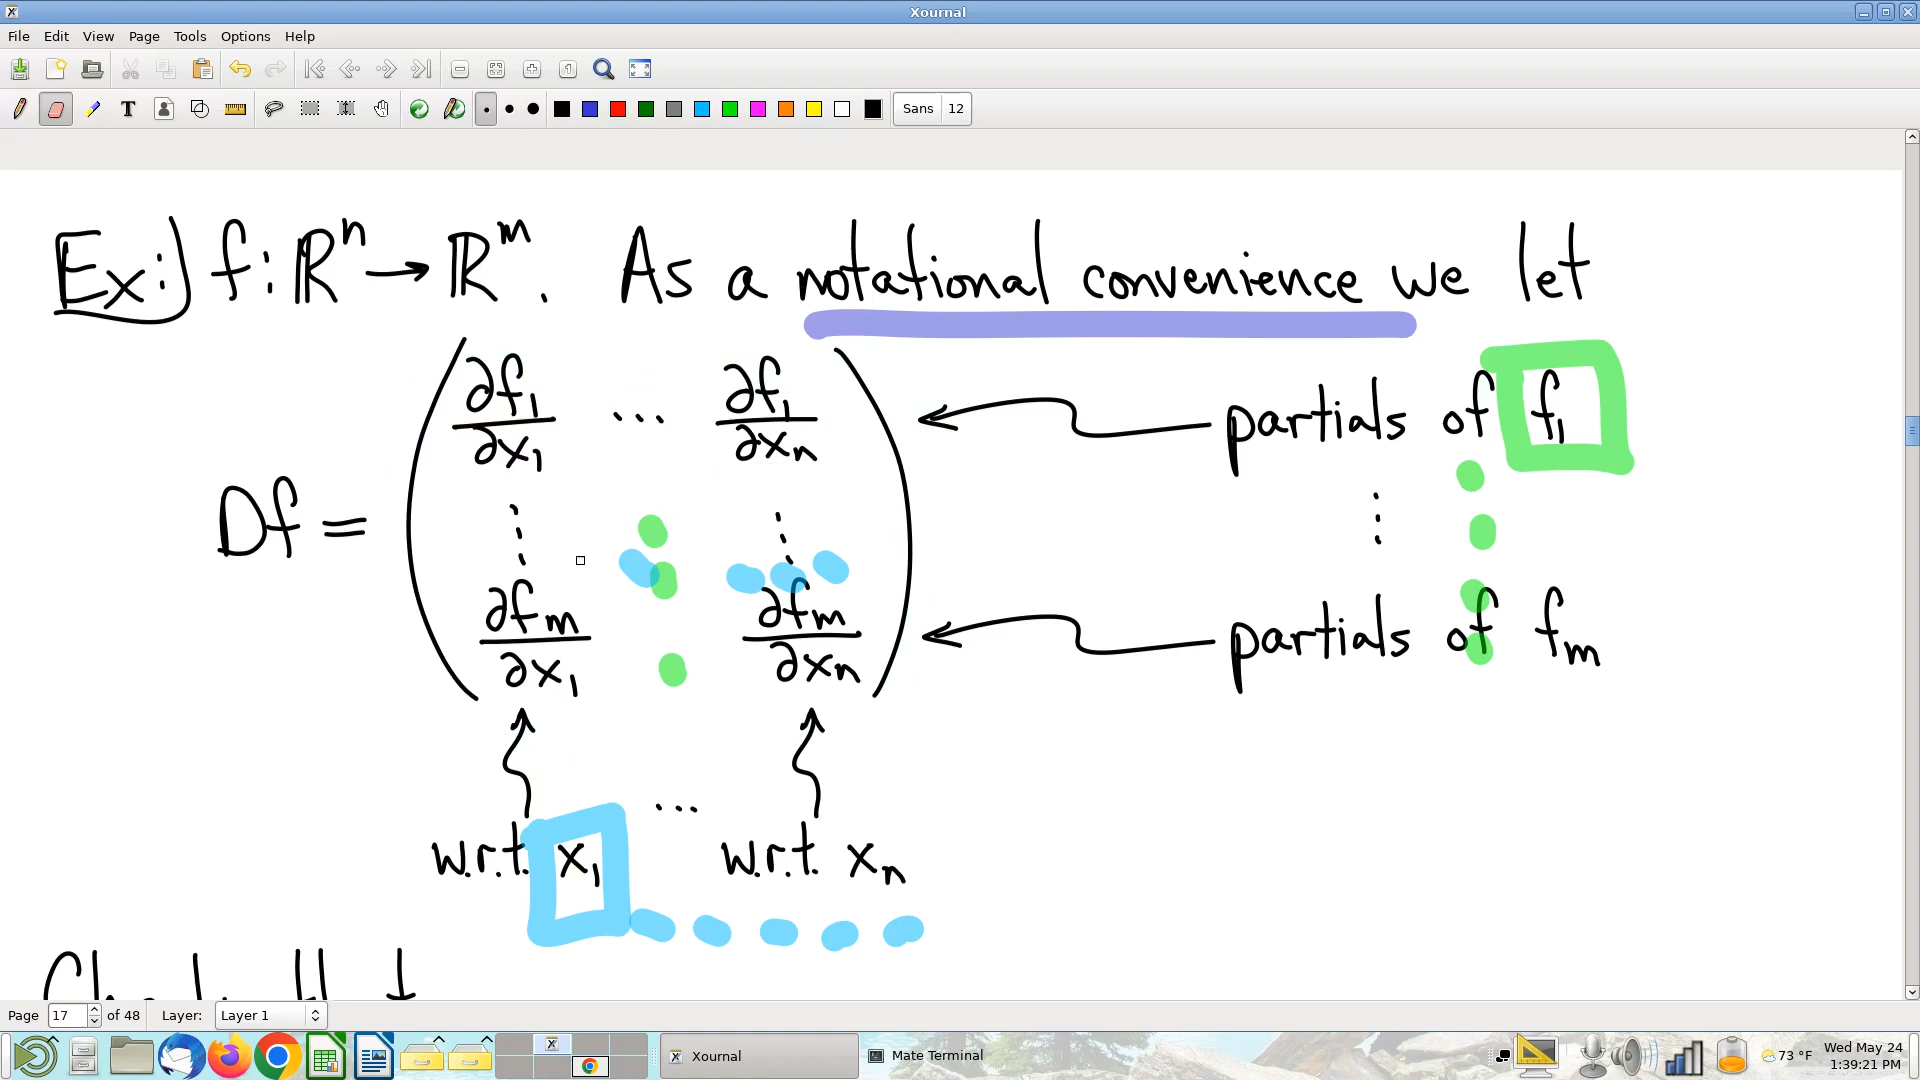 Xournal
File Edit View Page Tools Options Help
Sans 12
Ex:) f: ℝⁿ → ℝᵐ. As a notational convenience we let
∂f₁/∂x₁ ... ∂f₁/∂xₙ ← partials of f₁
Df = ⋮ ⋮ ⋮
∂fₘ/∂x₁ ∂fₘ/∂xₙ ← partials of fₘ
w.r.t. x₁ ... w.r.t. xₙ
Page 17 of 48 Layer: Layer 1
Xournal Mate Terminal 73 °F Wed May 24
1:39:21 PM